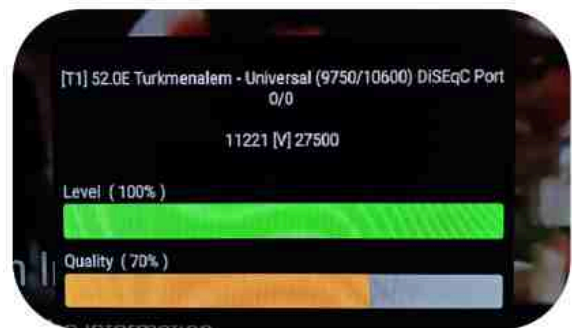 [T1] 52.0E Turkmenalem - Universal (9750/10600) DiSEqC Port
0/0
11221 [V] 27500
Level ( 100% )
Quality ( 70% )